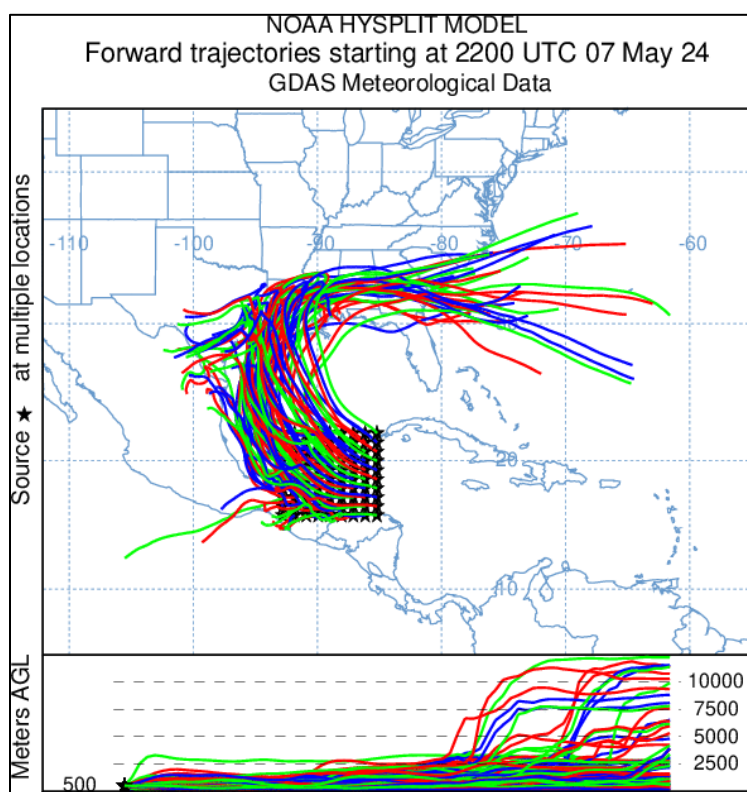 NOAA HYSPLIT MODEL
Forward trajectories starting at 2200 UTC 07 May 24
GDAS Meteorological Data
Source ★ at multiple locations
-110
-100
-90
-80
-70
-60
20
10
Meters AGL
10000
7500
5000
2500
500